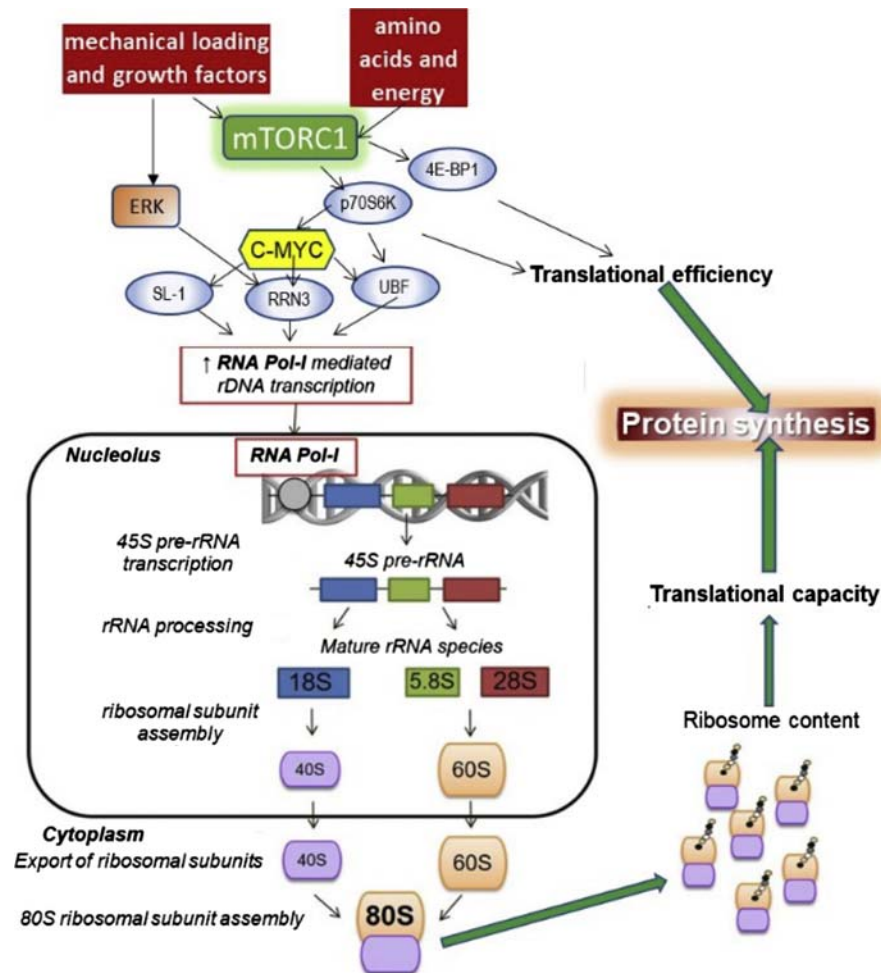 mechanical loading
and growth factors
amino
acids and
energy
mTORC1
4E-BP1
ERK
p70S6K
C-MYC
SL-1
RRN3
UBF
Translational efficiency
↑ RNA Pol-I mediated
rDNA transcription
Protein synthesis
Nucleolus
RNA Pol-I
45S pre-rRNA
transcription
45S pre-rRNA
rRNA processing
Mature rRNA species
18S
5.8S
28S
ribosomal subunit
assembly
40S
60S
Translational capacity
Ribosome content
Cytoplasm
Export of ribosomal subunits
40S
60S
80S ribosomal subunit assembly
80S